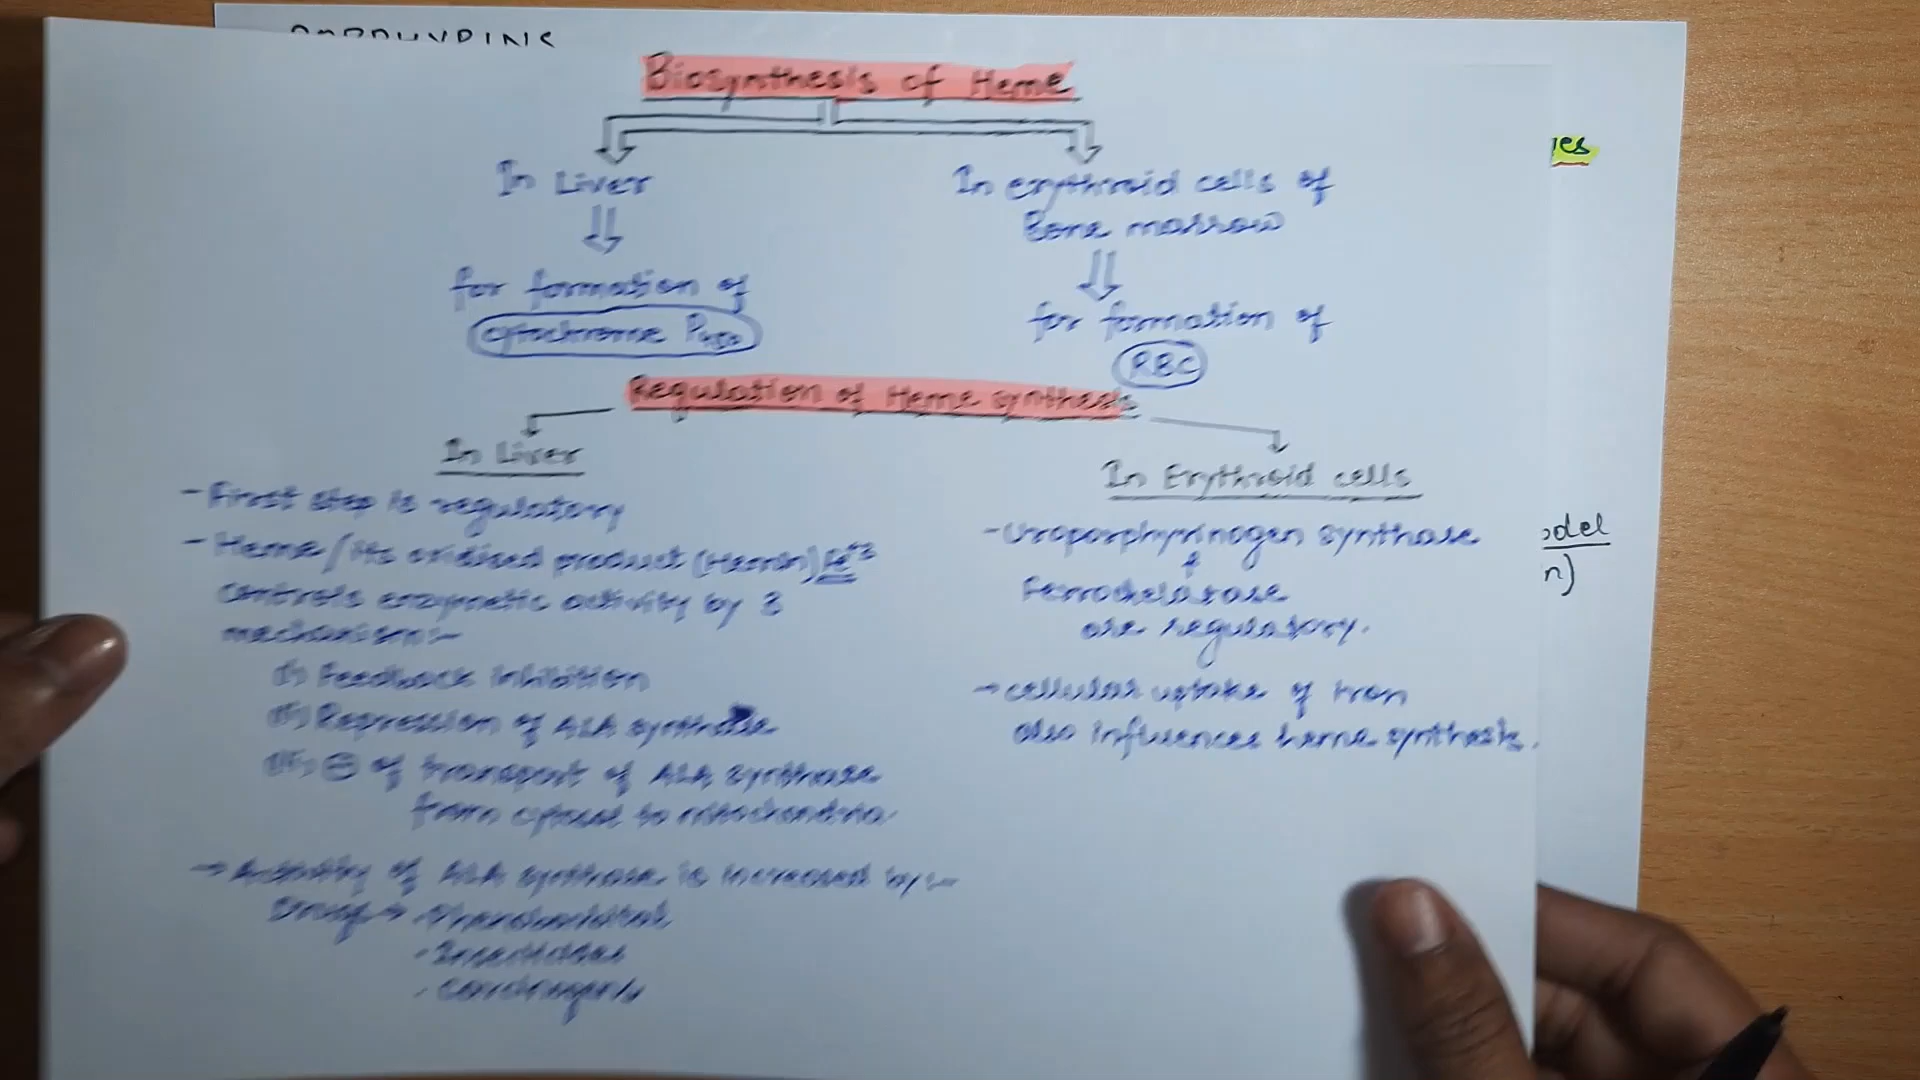 PORPHYRINS
Biosynthesis of Heme
In Liver
for formation of
cytochrome P450
In erythroid cells of
Bone marrow
for formation of
RBC
ies
Regulation of Heme synthesis
In Liver
- First step is regulatory
- Heme / its oxidised product (Hemin) Fe+3
controls enzymatic activity by 3
mechanisms:-
(i) Feedback Inhibition
(ii) Repression of ALA synthase
(iii) ⊖ of transport of ALA synthase
from cytosol to mitochondria
→ Activity of ALA synthase is increased by:-
Drugs → Phenobarbital
· Insecticides
· Carcinogens
In Erythroid cells
- Uroporphyrinogen synthase
+
Ferrochelatase
are regulatory.
→ cellular uptake of iron
also influences heme synthesis.
odel
n)